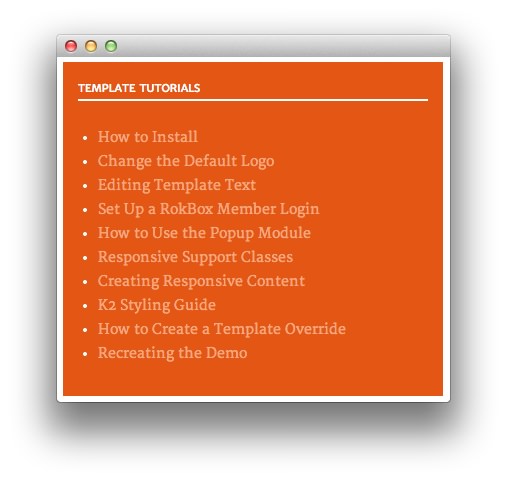 TEMPLATE TUTORIALS
How to Install
Change the Default Logo
Editing Template Text
Set Up a RokBox Member Login
How to Use the Popup Module
Responsive Support Classes
Creating Responsive Content
K2 Styling Guide
How to Create a Template Override
Recreating the Demo